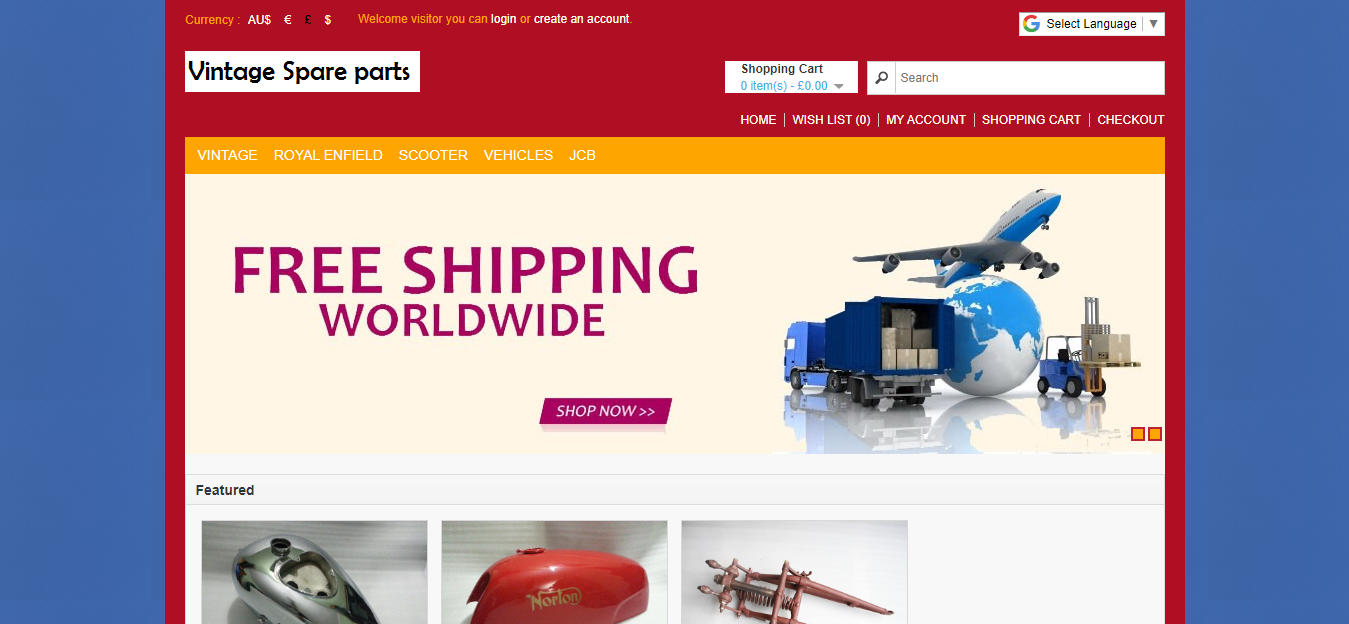 Currency : AU$ € £ $
Welcome visitor you can login or create an account.
Select Language ▼
Vintage Spare parts
Shopping Cart
0 item(s) - £0.00
Search
HOME WISH LIST (0) MY ACCOUNT SHOPPING CART CHECKOUT
VINTAGE ROYAL ENFIELD SCOOTER VEHICLES JCB
FREE SHIPPING
WORLDWIDE
SHOP NOW >>
Featured
Norton